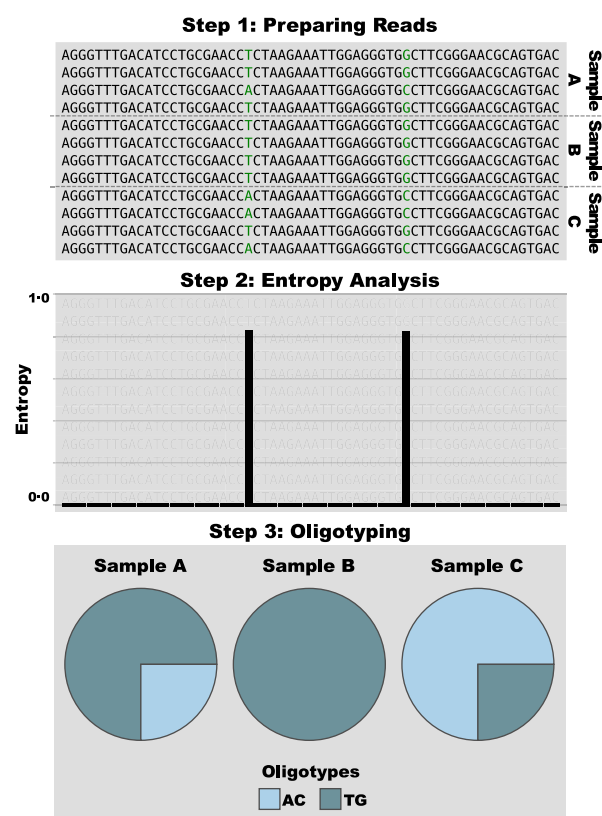 Step 1: Preparing Reads
AGGGTTTGACATCCTGCGAACCTCTAAGAAATTGGAGGGTGGCTTCGGGAACGCAGTGAC
AGGGTTTGACATCCTGCGAACCTCTAAGAAATTGGAGGGTGGCTTCGGGAACGCAGTGAC
AGGGTTTGACATCCTGCGAACCACTAAGAAATTGGAGGGTGCCTTCGGGAACGCAGTGAC
AGGGTTTGACATCCTGCGAACCTCTAAGAAATTGGAGGGTGGCTTCGGGAACGCAGTGAC
Sample A
AGGGTTTGACATCCTGCGAACCTCTAAGAAATTGGAGGGTGGCTTCGGGAACGCAGTGAC
AGGGTTTGACATCCTGCGAACCTCTAAGAAATTGGAGGGTGGCTTCGGGAACGCAGTGAC
AGGGTTTGACATCCTGCGAACCTCTAAGAAATTGGAGGGTGGCTTCGGGAACGCAGTGAC
AGGGTTTGACATCCTGCGAACCTCTAAGAAATTGGAGGGTGGCTTCGGGAACGCAGTGAC
Sample B
AGGGTTTGACATCCTGCGAACCACTAAGAAATTGGAGGGTGCCTTCGGGAACGCAGTGAC
AGGGTTTGACATCCTGCGAACCACTAAGAAATTGGAGGGTGCCTTCGGGAACGCAGTGAC
AGGGTTTGACATCCTGCGAACCTCTAAGAAATTGGAGGGTGGCTTCGGGAACGCAGTGAC
AGGGTTTGACATCCTGCGAACCACTAAGAAATTGGAGGGTGCCTTCGGGAACGCAGTGAC
Sample C
Step 2: Entropy Analysis
1·0
Entropy
0·0
Step 3: Oligotyping
Sample A Sample B Sample C
Oligotypes
AC TG